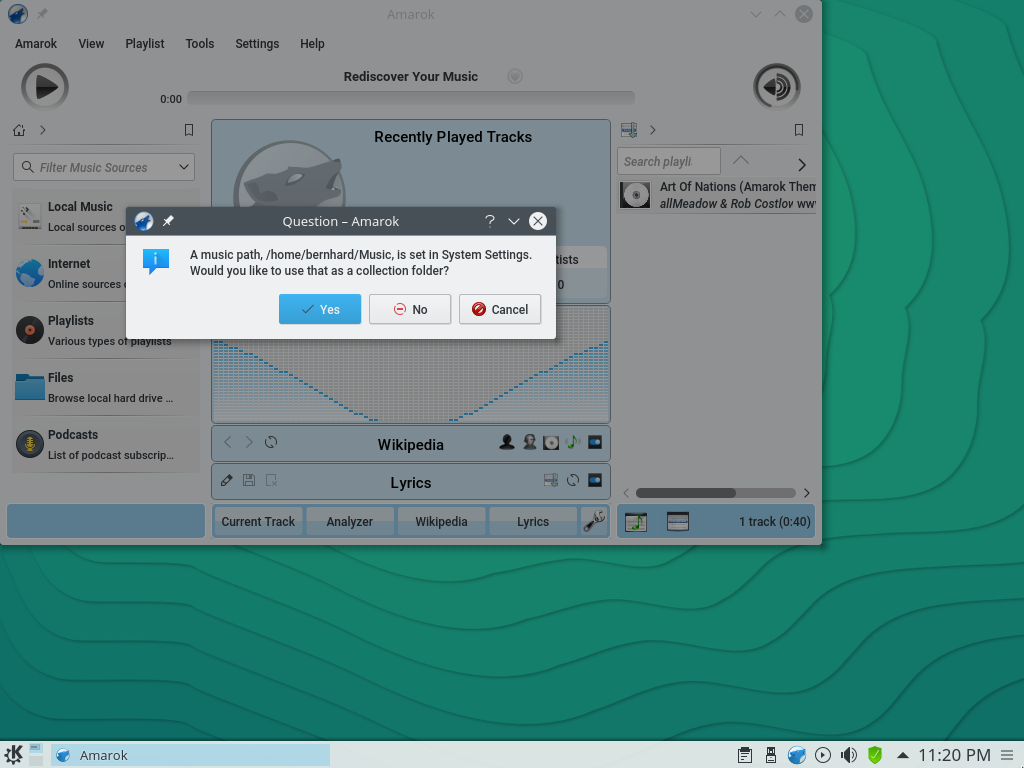 Amarok
Amarok View Playlist Tools Settings Help
Rediscover Your Music
0:00
Filter Music Sources
Local Music
Local sources o
Internet
Online sources
Playlists
Various types of playlists
Files
Browse local hard drive ...
Podcasts
List of podcast subscrip...
Recently Played Tracks
tists
0
Question – Amarok
A music path, /home/bernhard/Music, is set in System Settings.
Would you like to use that as a collection folder?
Yes No Cancel
Wikipedia
Lyrics
Current Track Analyzer Wikipedia Lyrics
Search playli
Art Of Nations (Amarok Them
allMeadow & Rob Costlow ww
1 track (0:40)
Amarok
11:20 PM